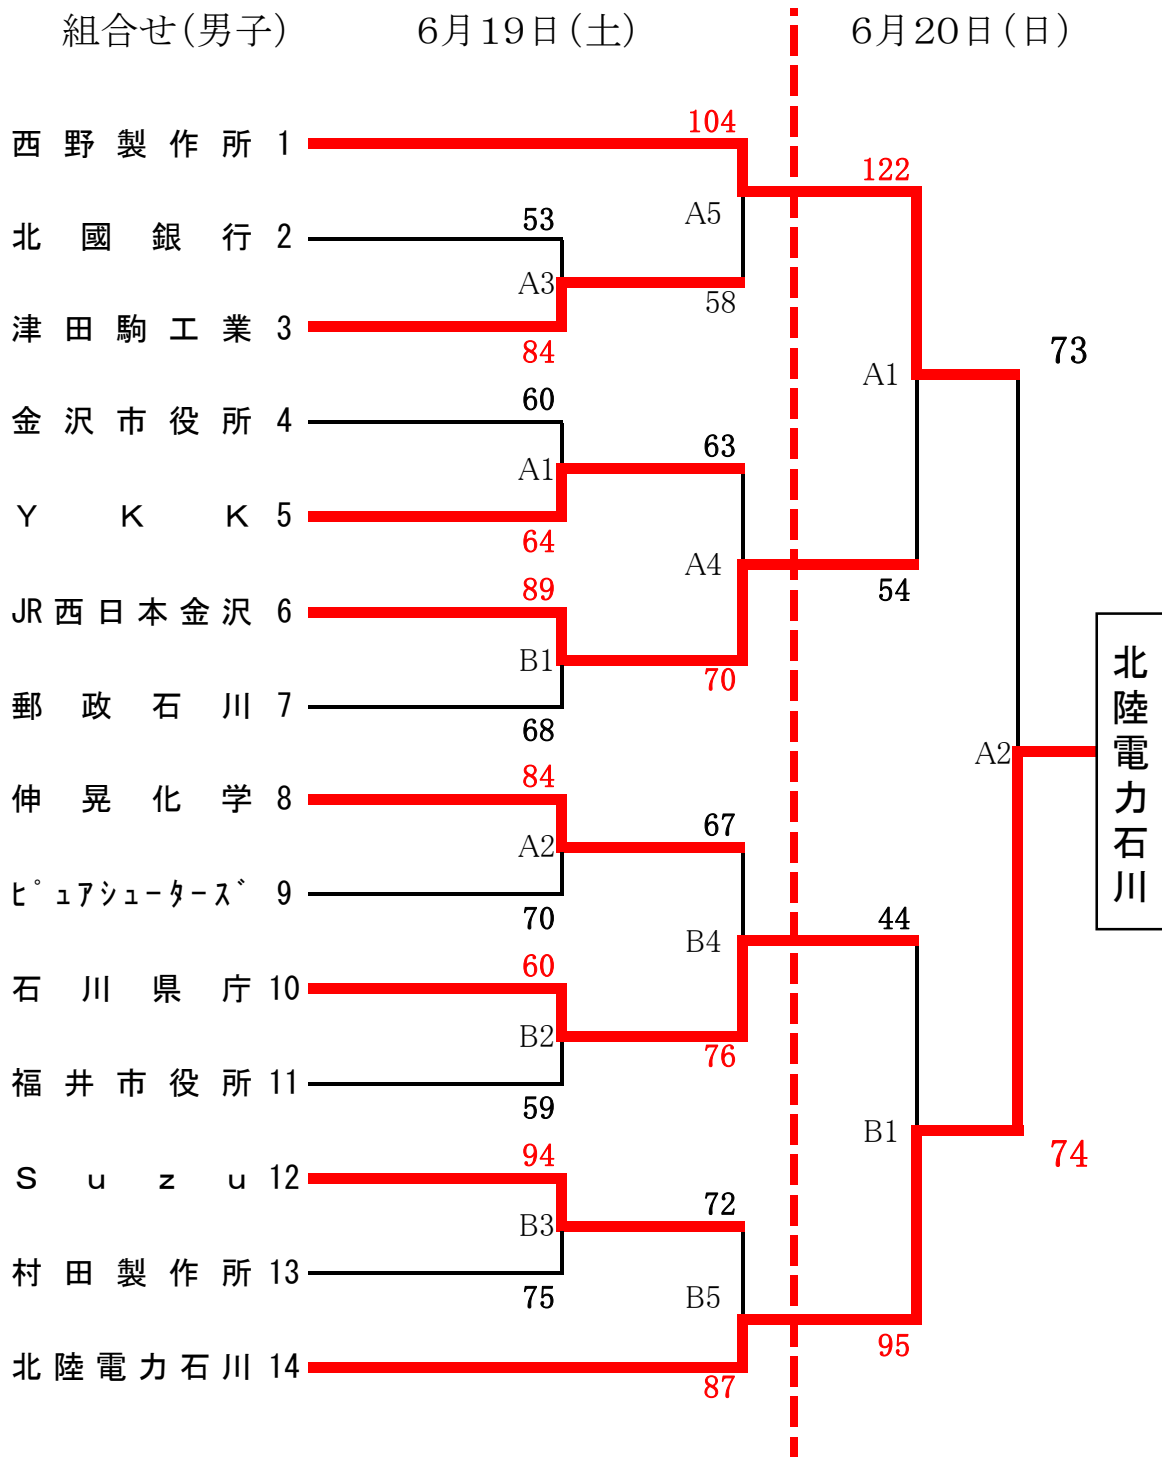 組合せ(男子) 6月19日(土) 6月20日(日)
104
西野製作所 1
122
53
A5
北國銀行 2
A3
58
津田駒工業 3
84
73
A1
60
金沢市役所 4
63
A1
YKK 5
64
A4
89
54
JR西日本金沢 6
B1
70
郵政石川 7
68
北陸電力石川
A2
84
伸晃化学 8
67
A2
ピュアシューターズ 9
70
44
B4
60
石川県庁 10
B2
76
福井市役所 11
59
B1
94
74
Suzu 12
72
B3
村田製作所 13
75
B5
95
北陸電力石川 14
87